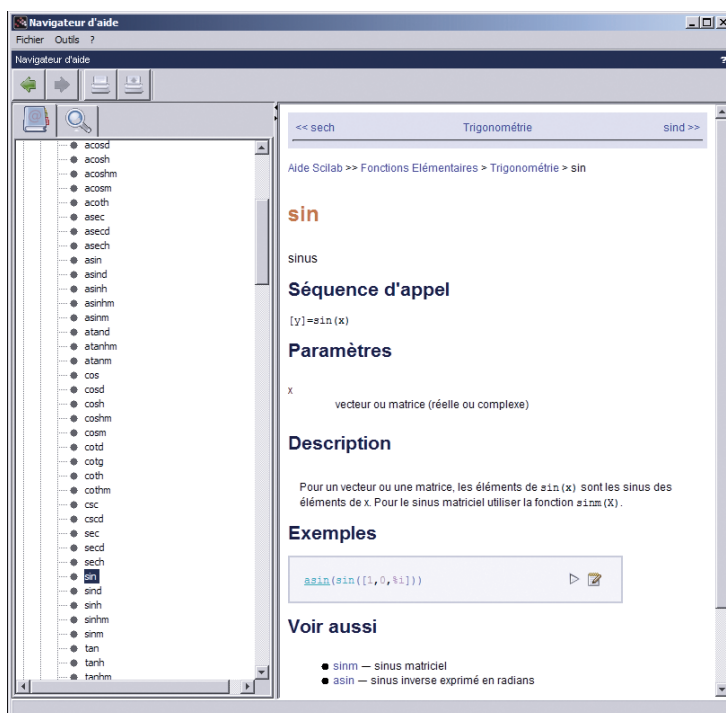 Navigateur d'aide
Fichier Outils ?
Navigateur d'aide ?
acosd
acosh
acoshm
acosm
acoth
asec
asecd
asech
asin
asind
asinh
asinhm
asinm
atand
atanhm
atanm
cos
cosd
cosh
coshm
cosm
cotd
cotg
coth
cothm
csc
cscd
sec
secd
sech
sin
sind
sinh
sinhm
sinm
tan
tanh
tanhm
<< sech Trigonométrie sind >>
Aide Scilab >> Fonctions Elémentaires > Trigonométrie > sin
sin
sinus
Séquence d'appel
[y]=sin(x)
Paramètres
x
vecteur ou matrice (réelle ou complexe)
Description
Pour un vecteur ou une matrice, les éléments de sin(x) sont les sinus des
éléments de x. Pour le sinus matriciel utiliser la fonction sinm(X).
Exemples
asin(sin([1,0,%i]))
Voir aussi
sinm — sinus matriciel
asin — sinus inverse exprimé en radians